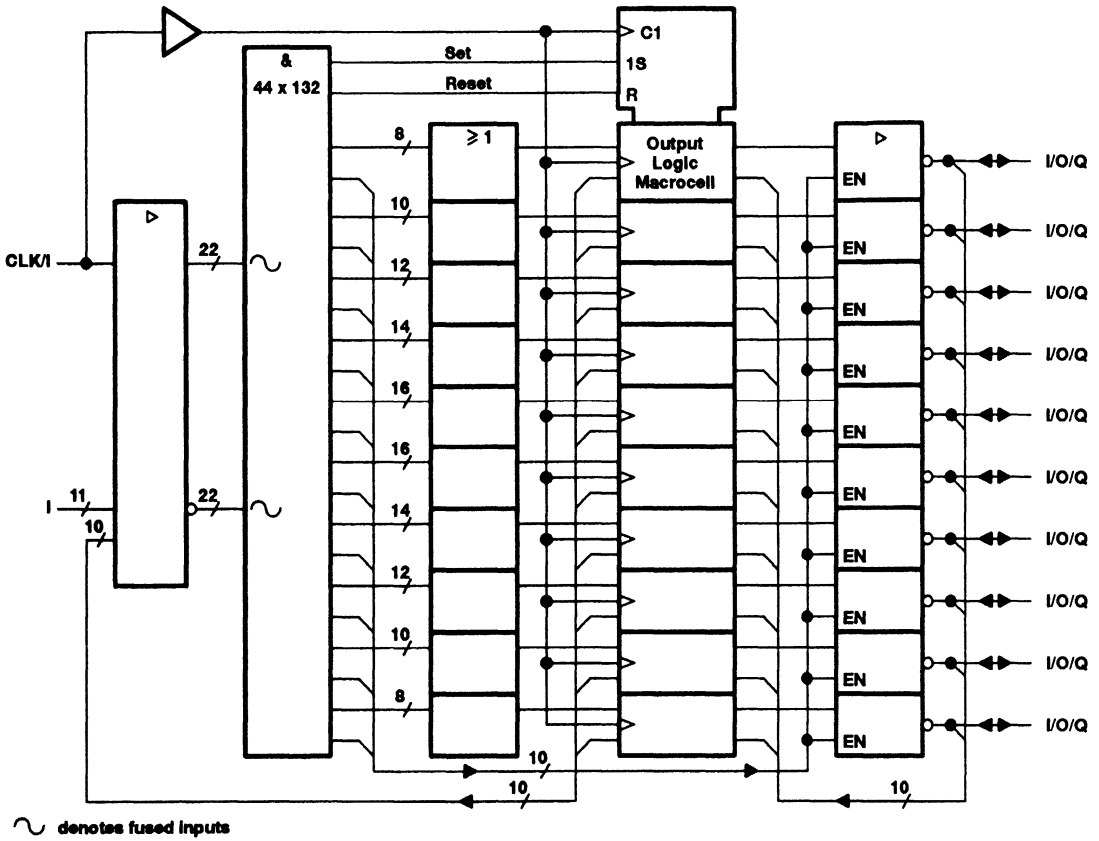 C1
&
Set
1S
44 x 132
Reset
R
8
≥ 1
Output
Logic
Macrocell
I/O/Q
EN
10
I/O/Q
EN
CLK/I
22
12
I/O/Q
EN
14
I/O/Q
EN
16
I/O/Q
EN
16
I/O/Q
EN
I
11
22
10
14
I/O/Q
EN
12
I/O/Q
EN
10
I/O/Q
EN
8
I/O/Q
EN
10
10
10
denotes fused inputs